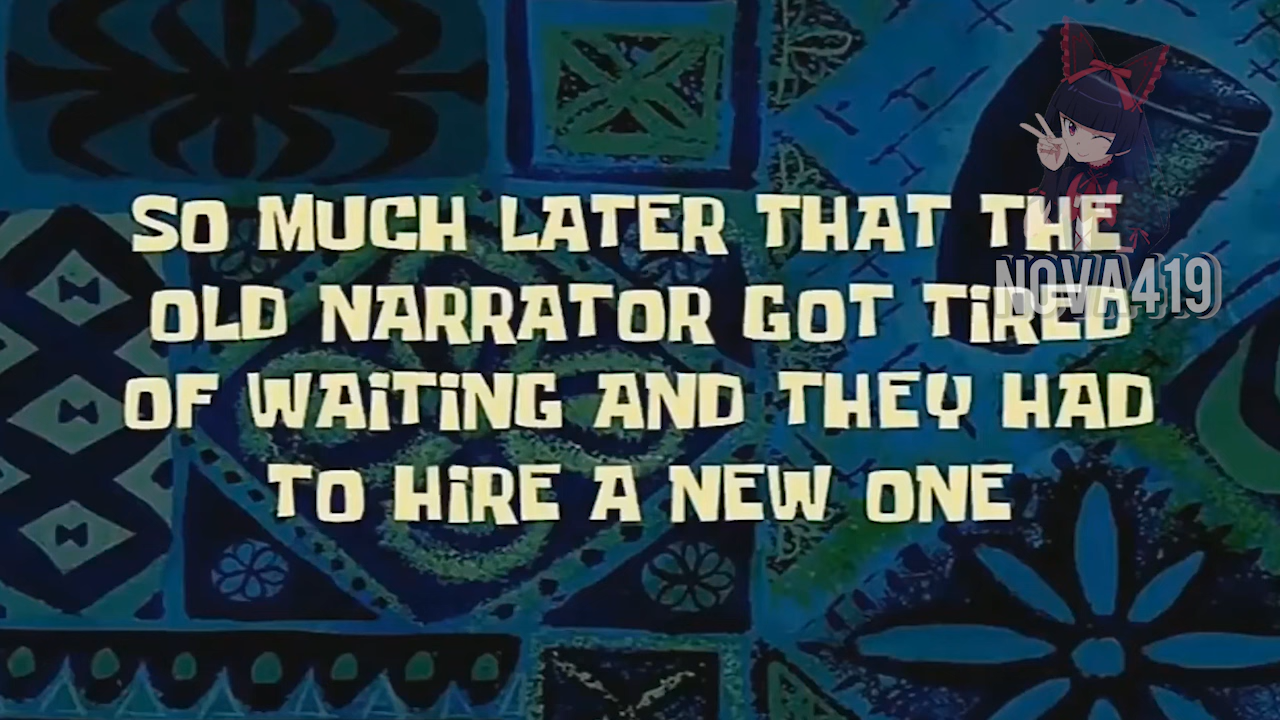 SO MUCH LATER THAT THE
OLD NARRATOR GOT TIRED
OF WAITING AND THEY HAD
TO HIRE A NEW ONE
NOVA419